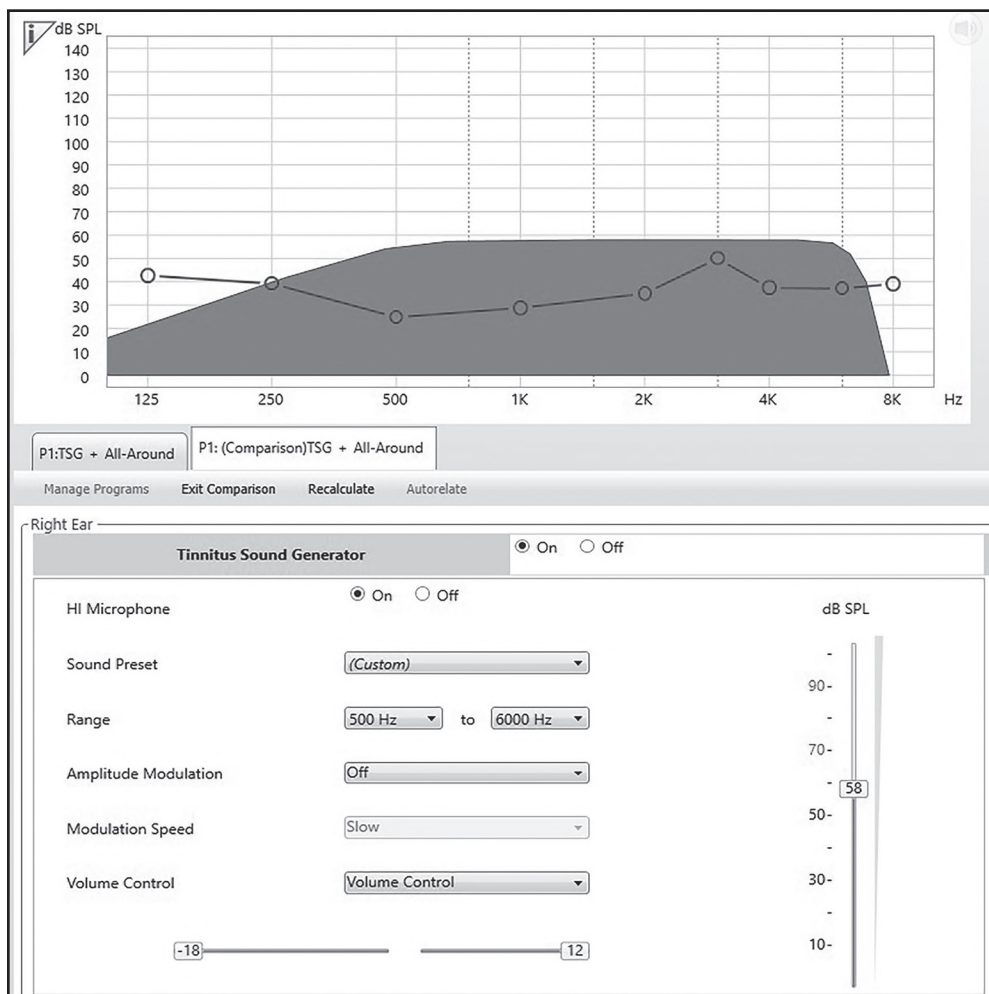 i
dB SPL
140
130
120
110
100
90
80
70
60
50
40
30
20
10
0
125 250 500 1K 2K 4K 8K Hz
P1:TSG + All-Around P1: (Comparison)TSG + All-Around
Manage Programs Exit Comparison Recalculate Autorelate
Right Ear
Tinnitus Sound Generator On Off
HI Microphone On Off dB SPL
Sound Preset (Custom)
90-
Range 500 Hz to 6000 Hz
70-
Amplitude Modulation Off
58
50-
Modulation Speed Slow
Volume Control Volume Control 30-
10-
-18 12